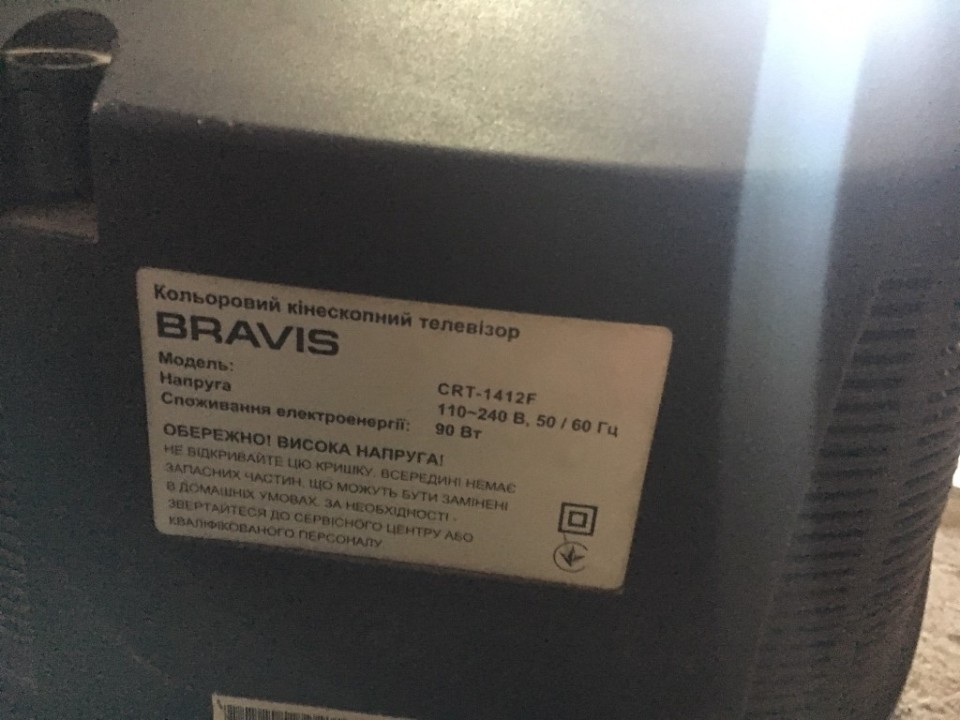 Кольоровий кінескопний телевізор
BRAVIS
Модель: CRT-1412F
Напруга 110~240 В, 50 / 60 Гц
Споживання електроенергії: 90 Вт
ОБЕРЕЖНО! ВИСОКА НАПРУГА!
НЕ ВІДКРИВАЙТЕ ЦЮ КРИШКУ. ВСЕРЕДИНІ НЕМАЄ
ЗАПАСНИХ ЧАСТИН, ЩО МОЖУТЬ БУТИ ЗАМІНЕНІ
В ДОМАШНІХ УМОВАХ. ЗА НЕОБХІДНОСТІ -
ЗВЕРТАЙТЕСЯ ДО СЕРВІСНОГО ЦЕНТРУ АБО
КВАЛІФІКОВАНОГО ПЕРСОНАЛУ